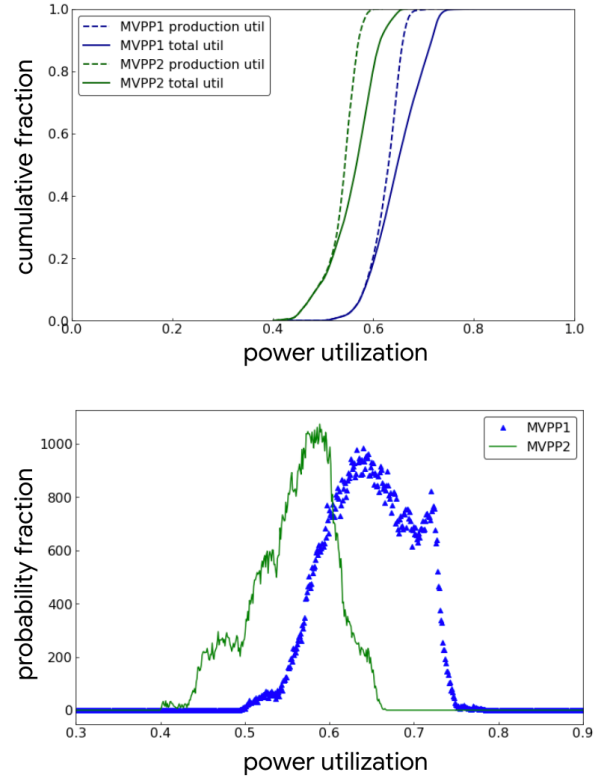 1.0
0.8
0.6
0.4
0.2
0.0
cumulative fraction
MVPP1 production util
MVPP1 total util
MVPP2 production util
MVPP2 total util
0.0 0.2 0.4 0.6 0.8 1.0
power utilization
1000
800
600
400
200
0
probability fraction
MVPP1
MVPP2
0.3 0.4 0.5 0.6 0.7 0.8 0.9
power utilization